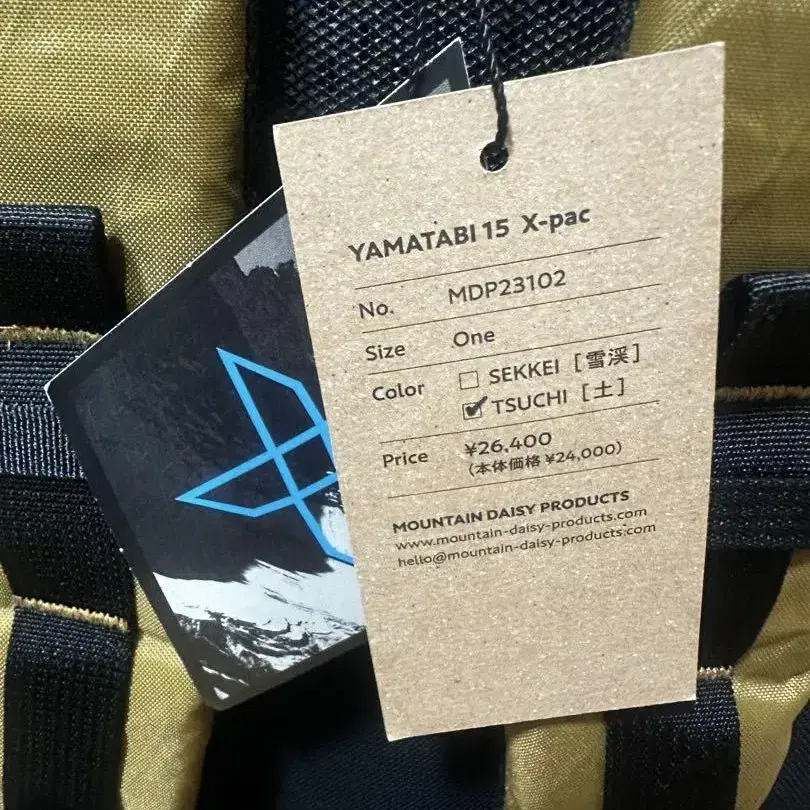 YAMATABI 15 X-pac
No. MDP23102
Size One
Color SEKKEI [雪渓]
TSUCHI [土]
Price ¥26,400
(本体価格 ¥24,000)
MOUNTAIN DAISY PRODUCTS
www.mountain-daisy-products.com
hello@mountain-daisy-products.com